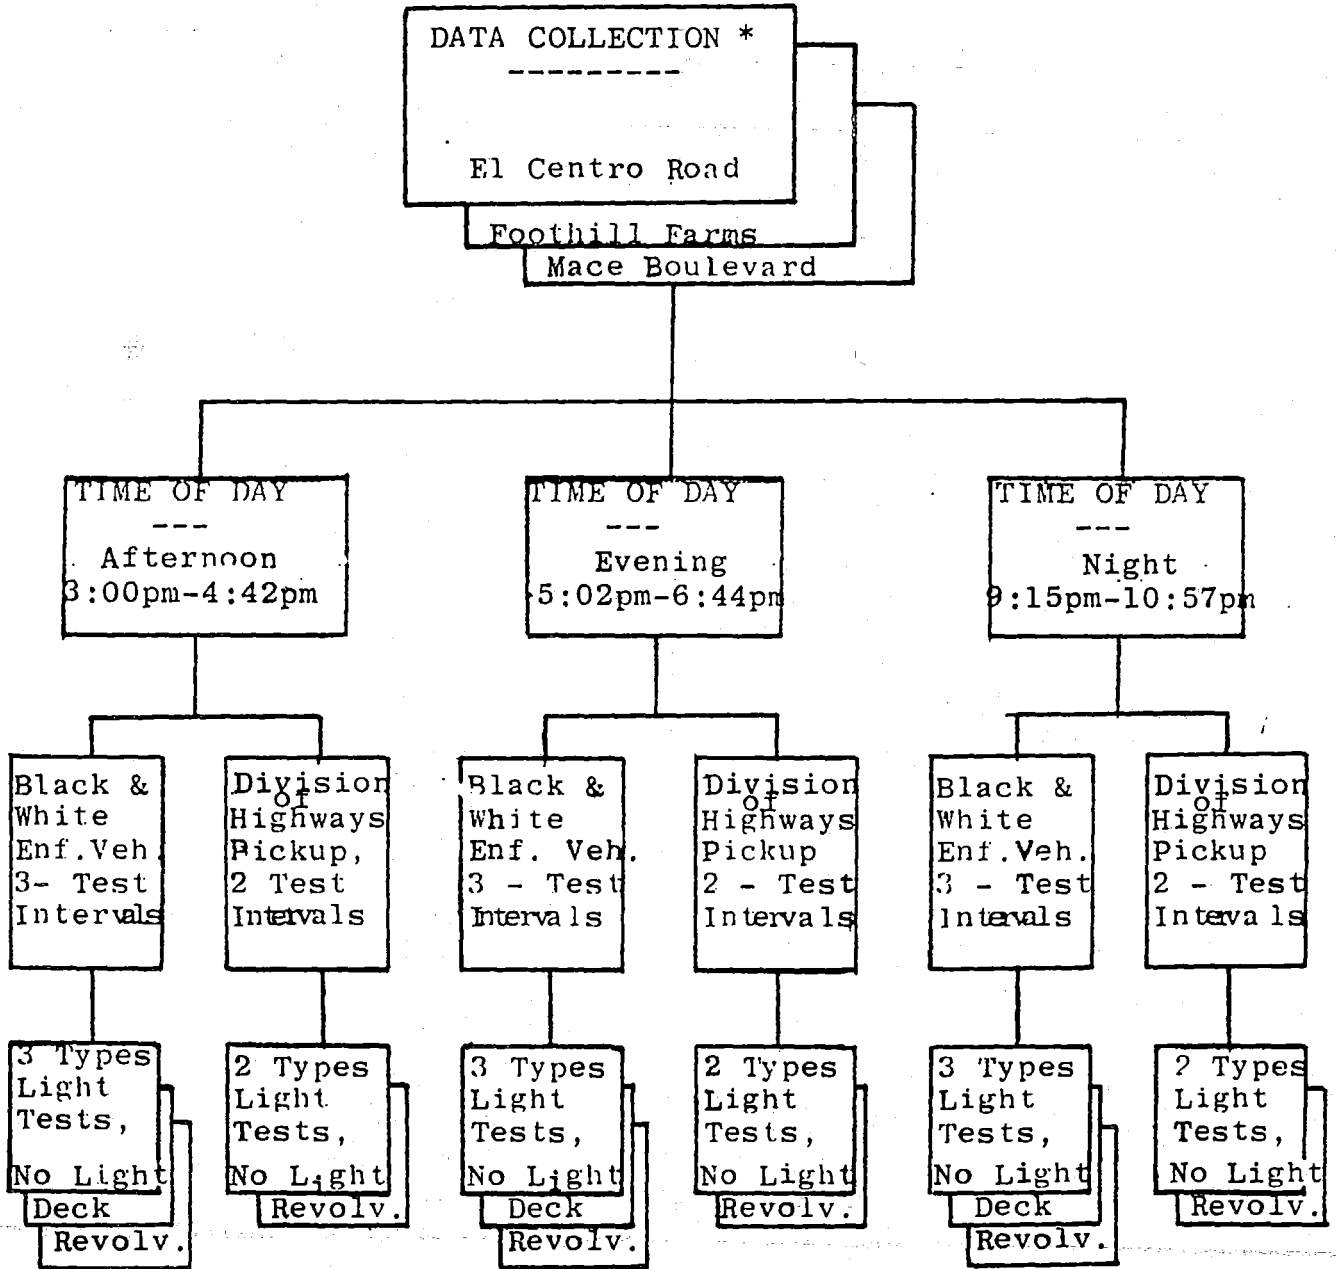 DATA COLLECTION *
---------
El Centro Road
Foothill Farms
Mace Boulevard
TIME OF DAY
---
Afternoon
3:00pm-4:42pm
TIME OF DAY
---
Evening
5:02pm-6:44pm
TIME OF DAY
---
Night
9:15pm-10:57pm
Black &
White
Enf.Veh.
3- Test
Intervals
Division
of
Highways
Pickup,
2 Test
Intervals
Black &
White
Enf. Veh.
3 - Test
Intervals
Division
of
Highways
Pickup
2 - Test
Intervals
Black &
White
Enf.Veh.
3 - Test
Intervals
Division
of
Highways
Pickup
2 - Test
Intervals
3 Types
Light
Tests,
No Light
Deck
Revolv.
2 Types
Light
Tests,
No Light
Revolv.
3 Types
Light
Tests,
No Light
Deck
Revolv.
2 Types
Light
Tests,
No Light
Revolv.
3 Types
Light
Tests,
No Light
Deck
Revolv.
2 Types
Light
Tests,
No Light
Revolv.